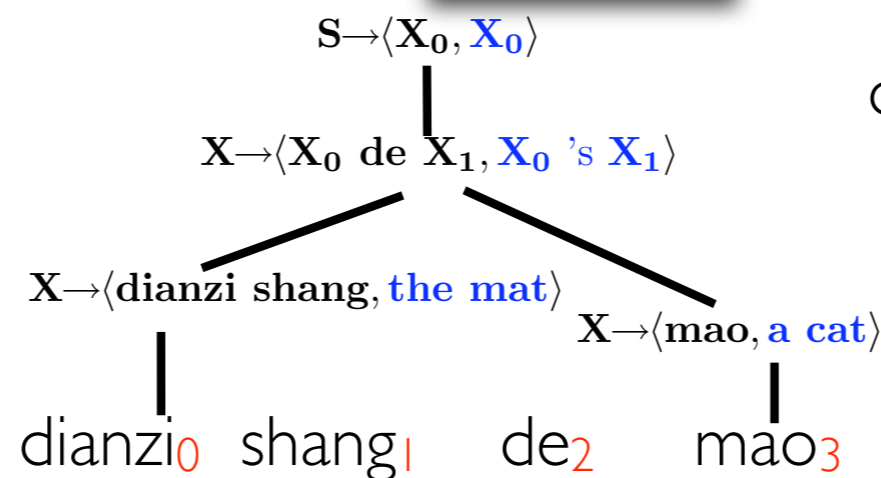 S→⟨X₀, X₀⟩
X→⟨X₀ de X₁, X₀ 's X₁⟩
X→⟨dianzi shang, the mat⟩
X→⟨mao, a cat⟩
dianzi₀ shang₁ de₂ mao₃